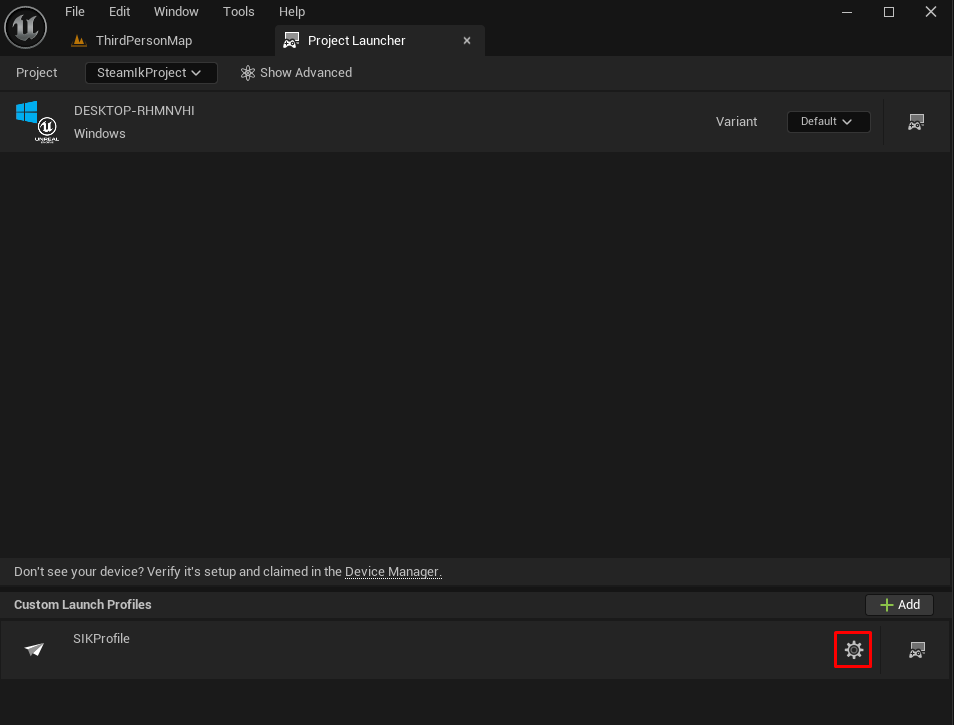 File Edit Window Tools Help
ThirdPersonMap Project Launcher
Project SteamIkProject Show Advanced
DESKTOP-RHMNVHI
Windows
Variant Default
UNREAL
Don't see your device? Verify it's setup and claimed in the Device Manager.
Custom Launch Profiles Add
SIKProfile